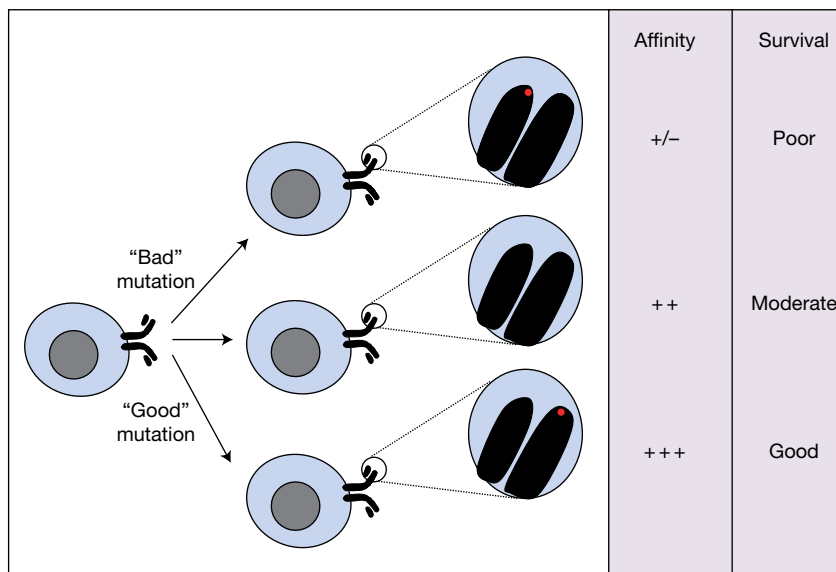 Affinity
Survival
+/–
Poor
“Bad”
mutation
++
Moderate
“Good”
mutation
+++
Good